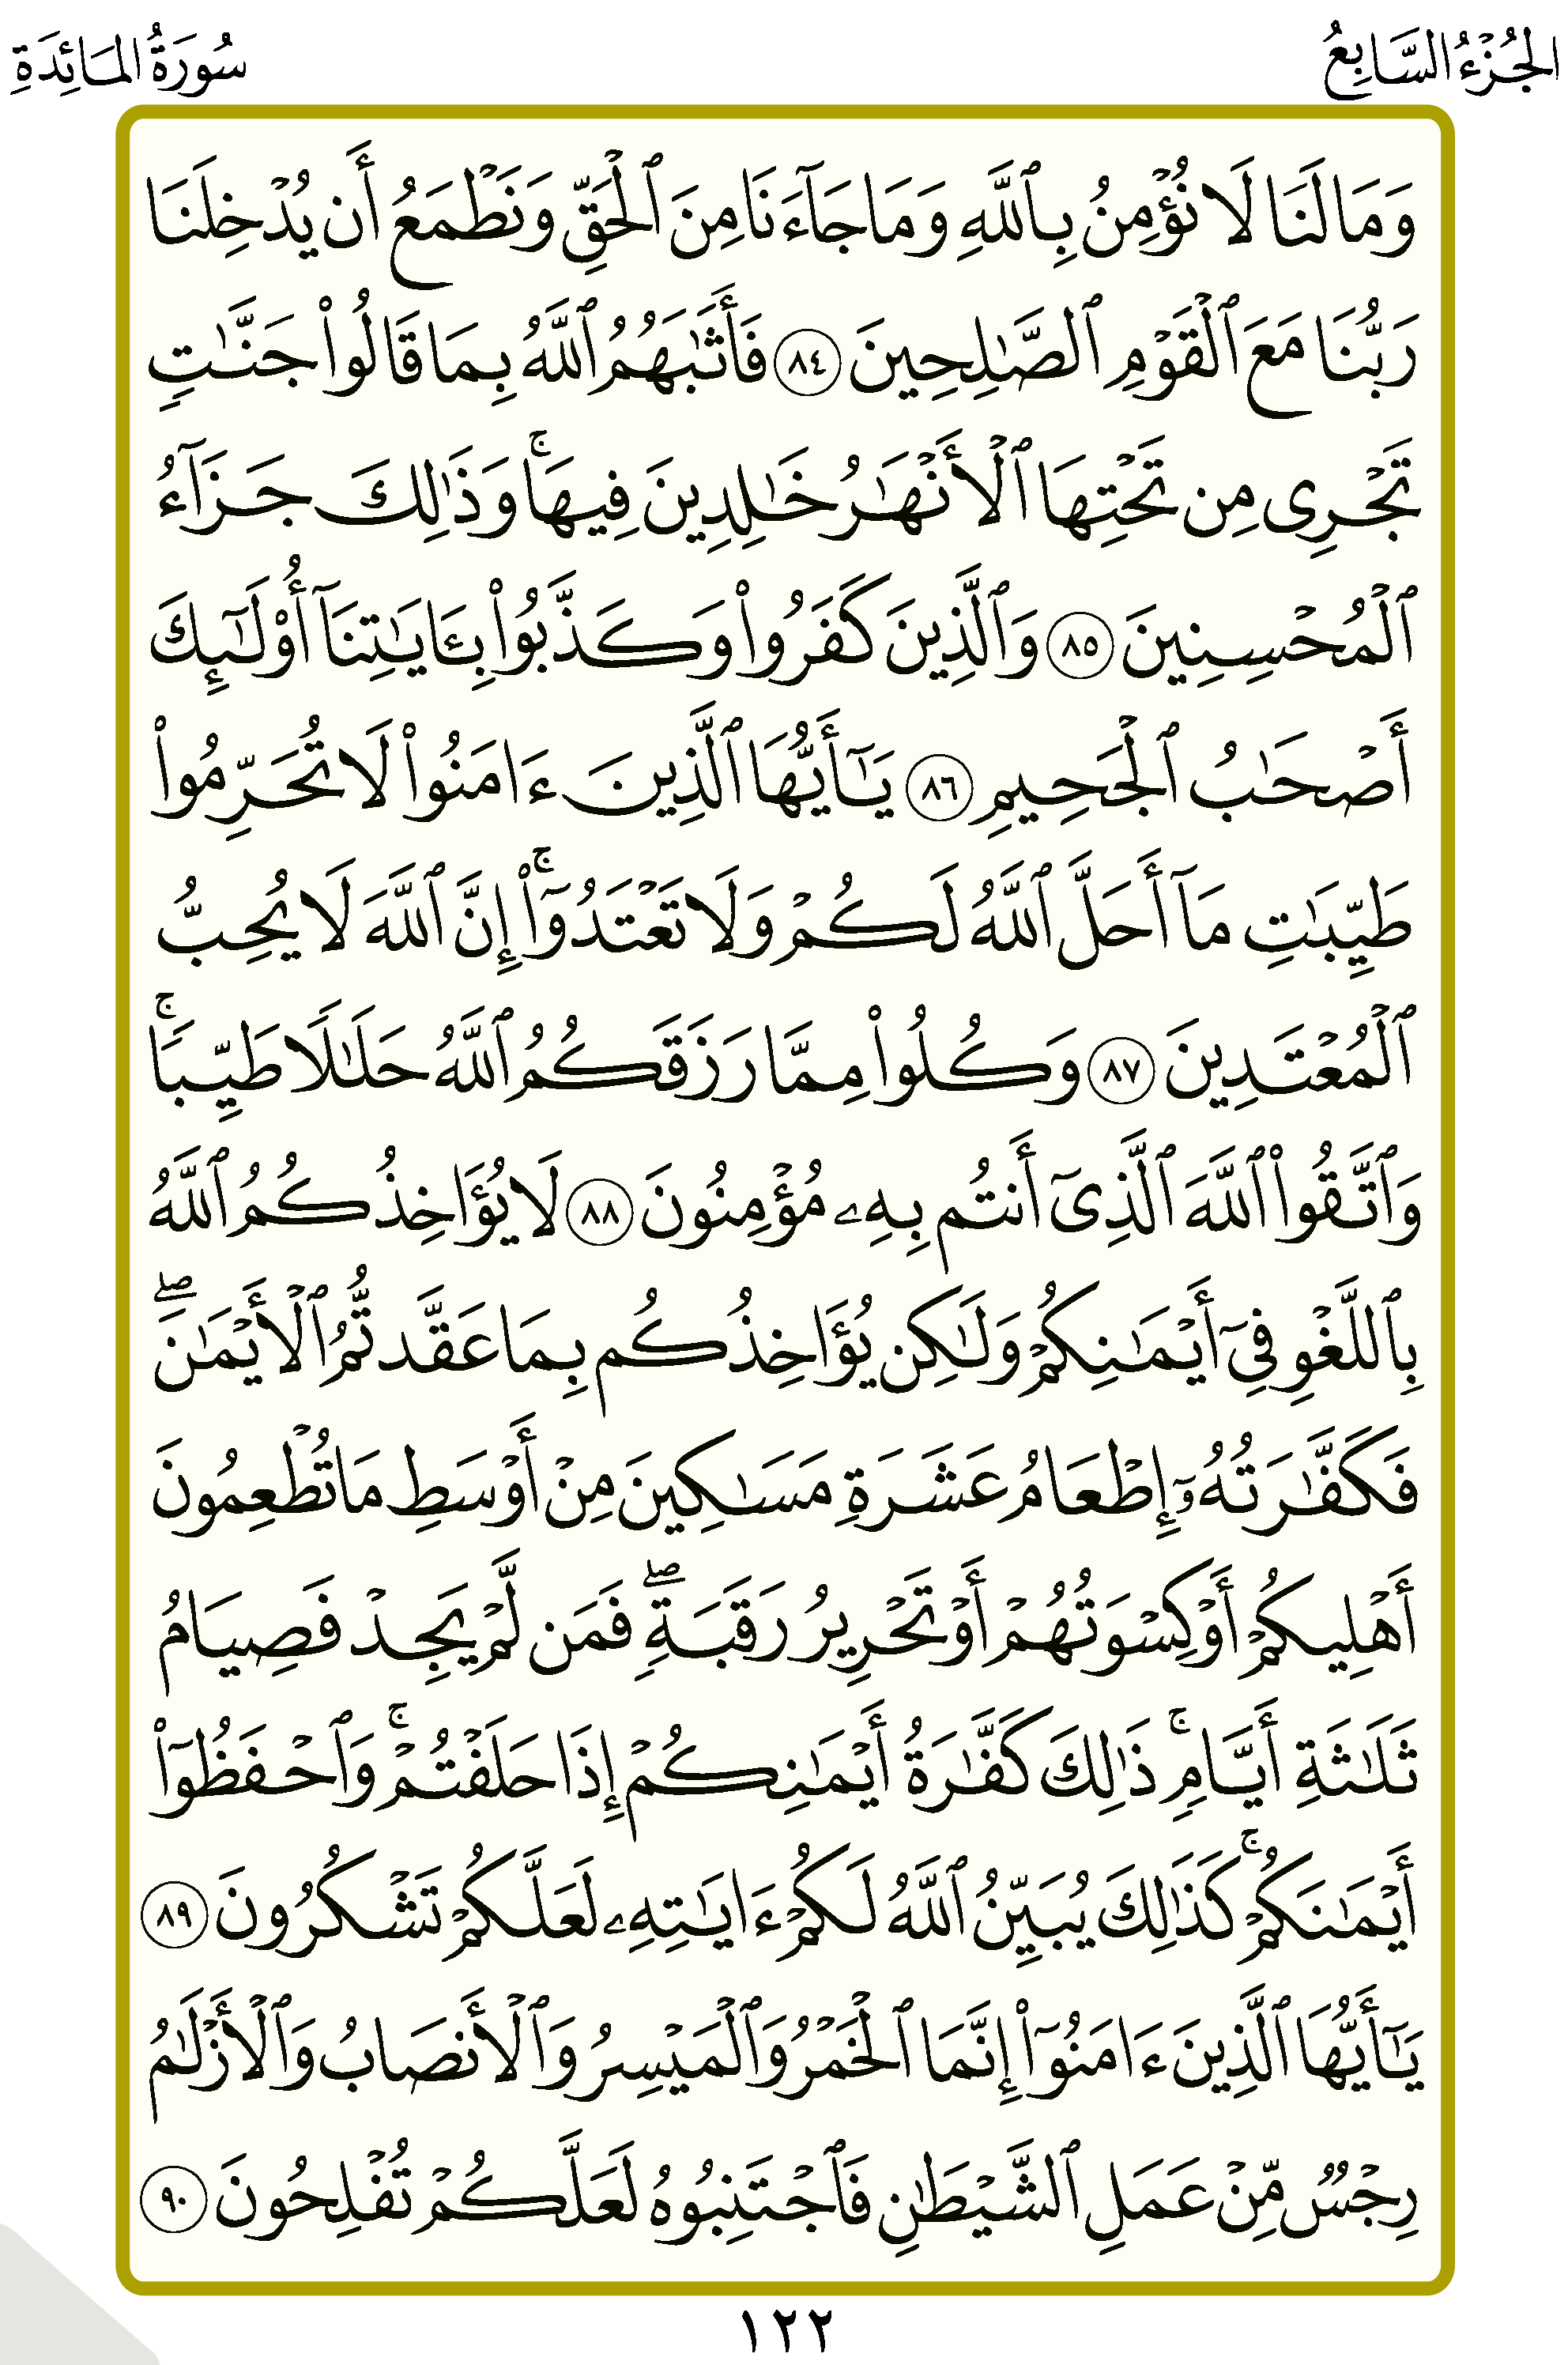 الجُزْءُ السَّابِعُ
سُورَةُ المَائِدَةِ
وَمَا لَنَا لَا نُؤْمِنُ بِٱللَّهِ وَمَا جَآءَنَا مِنَ ٱلْحَقِّ وَنَطْمَعُ أَن يُدْخِلَنَا
رَبُّنَا مَعَ ٱلْقَوْمِ ٱلصَّٰلِحِينَ ٨٤ فَأَثَٰبَهُمُ ٱللَّهُ بِمَا قَالُوا۟ جَنَّٰتٍ
تَجْرِى مِن تَحْتِهَا ٱلْأَنْهَٰرُ خَٰلِدِينَ فِيهَا ۚ وَذَٰلِكَ جَزَآءُ
ٱلْمُحْسِنِينَ ٨٥ وَٱلَّذِينَ كَفَرُوا۟ وَكَذَّبُوا۟ بِـَٔايَٰتِنَآ أُو۟لَٰٓئِكَ
أَصْحَٰبُ ٱلْجَحِيمِ ٨٦ يَٰٓأَيُّهَا ٱلَّذِينَ ءَامَنُوا۟ لَا تُحَرِّمُوا۟
طَيِّبَٰتِ مَآ أَحَلَّ ٱللَّهُ لَكُمْ وَلَا تَعْتَدُوٓا۟ ۚ إِنَّ ٱللَّهَ لَا يُحِبُّ
ٱلْمُعْتَدِينَ ٨٧ وَكُلُوا۟ مِمَّا رَزَقَكُمُ ٱللَّهُ حَلَٰلًا طَيِّبًا ۚ
وَٱتَّقُوا۟ ٱللَّهَ ٱلَّذِىٓ أَنتُم بِهِۦ مُؤْمِنُونَ ٨٨ لَا يُؤَاخِذُكُمُ ٱللَّهُ
بِٱللَّغْوِ فِىٓ أَيْمَٰنِكُمْ وَلَٰكِن يُؤَاخِذُكُم بِمَا عَقَّدتُّمُ ٱلْأَيْمَٰنَ ۖ
فَكَفَّٰرَتُهُۥٓ إِطْعَامُ عَشَرَةِ مَسَٰكِينَ مِنْ أَوْسَطِ مَا تُطْعِمُونَ
أَهْلِيكُمْ أَوْ كِسْوَتُهُمْ أَوْ تَحْرِيرُ رَقَبَةٍ ۖ فَمَن لَّمْ يَجِدْ فَصِيَامُ
ثَلَٰثَةِ أَيَّامٍ ۚ ذَٰلِكَ كَفَّٰرَةُ أَيْمَٰنِكُمْ إِذَا حَلَفْتُمْ ۚ وَٱحْفَظُوٓا۟
أَيْمَٰنَكُمْ ۚ كَذَٰلِكَ يُبَيِّنُ ٱللَّهُ لَكُمْ ءَايَٰتِهِۦ لَعَلَّكُمْ تَشْكُرُونَ ٨٩
يَٰٓأَيُّهَا ٱلَّذِينَ ءَامَنُوٓا۟ إِنَّمَا ٱلْخَمْرُ وَٱلْمَيْسِرُ وَٱلْأَنصَابُ وَٱلْأَزْلَٰمُ
رِجْسٌ مِّنْ عَمَلِ ٱلشَّيْطَٰنِ فَٱجْتَنِبُوهُ لَعَلَّكُمْ تُفْلِحُونَ ٩٠
١٢٢